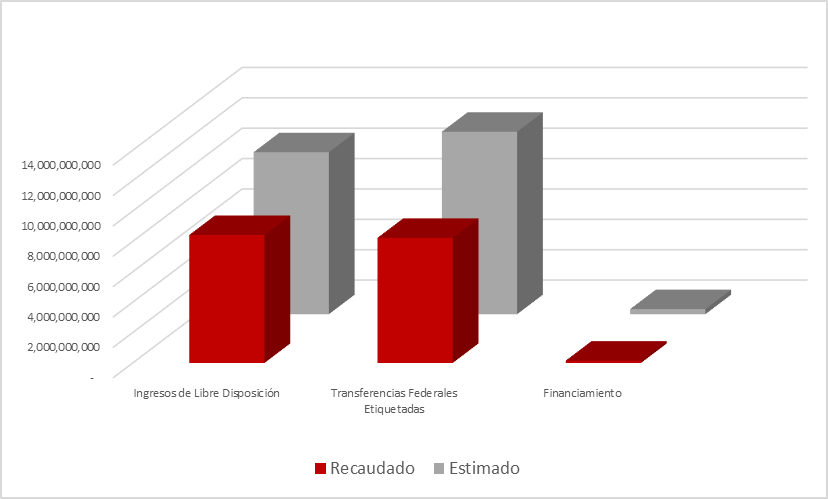 14,000,000,000
12,000,000,000
10,000,000,000
8,000,000,000
6,000,000,000
4,000,000,000
2,000,000,000
-
Ingresos de Libre Disposición
Transferencias Federales
Etiquetadas
Financiamiento
Recaudado
Estimado